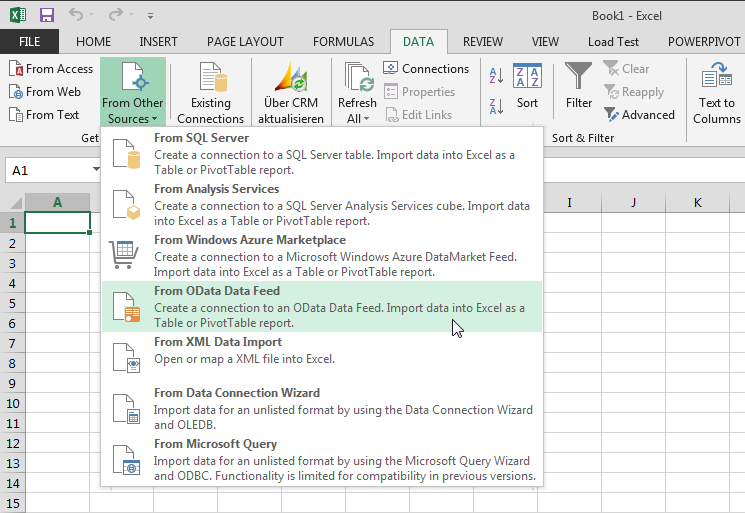 Book1 - Excel
FILE HOME INSERT PAGE LAYOUT FORMULAS DATA REVIEW VIEW Load Test POWERPIVOT
From Access
From Web
From Text
From Other
Sources
Existing
Connections
Über CRM
aktualisieren
Refresh
All
Connections
Properties
Edit Links
Sort
Filter
Clear
Reapply
Advanced
Text to
Columns
Get
Sort & Filter
A1
From SQL Server
Create a connection to a SQL Server table. Import data into Excel as a
Table or PivotTable report.
From Analysis Services
Create a connection to a SQL Server Analysis Services cube. Import data
into Excel as a Table or PivotTable report.
From Windows Azure Marketplace
Create a connection to a Microsoft Windows Azure DataMarket Feed.
Import data into Excel as a Table or PivotTable report.
From OData Data Feed
Create a connection to an OData Data Feed. Import data into Excel as a
Table or PivotTable report.
From XML Data Import
Open or map a XML file into Excel.
From Data Connection Wizard
Import data for an unlisted format by using the Data Connection Wizard
and OLEDB.
From Microsoft Query
Import data for an unlisted format by using the Microsoft Query Wizard
and ODBC. Functionality is limited for compatibility in previous versions.
A I J K
1
2
3
4
5
6
7
8
9
10
11
12
13
14
15